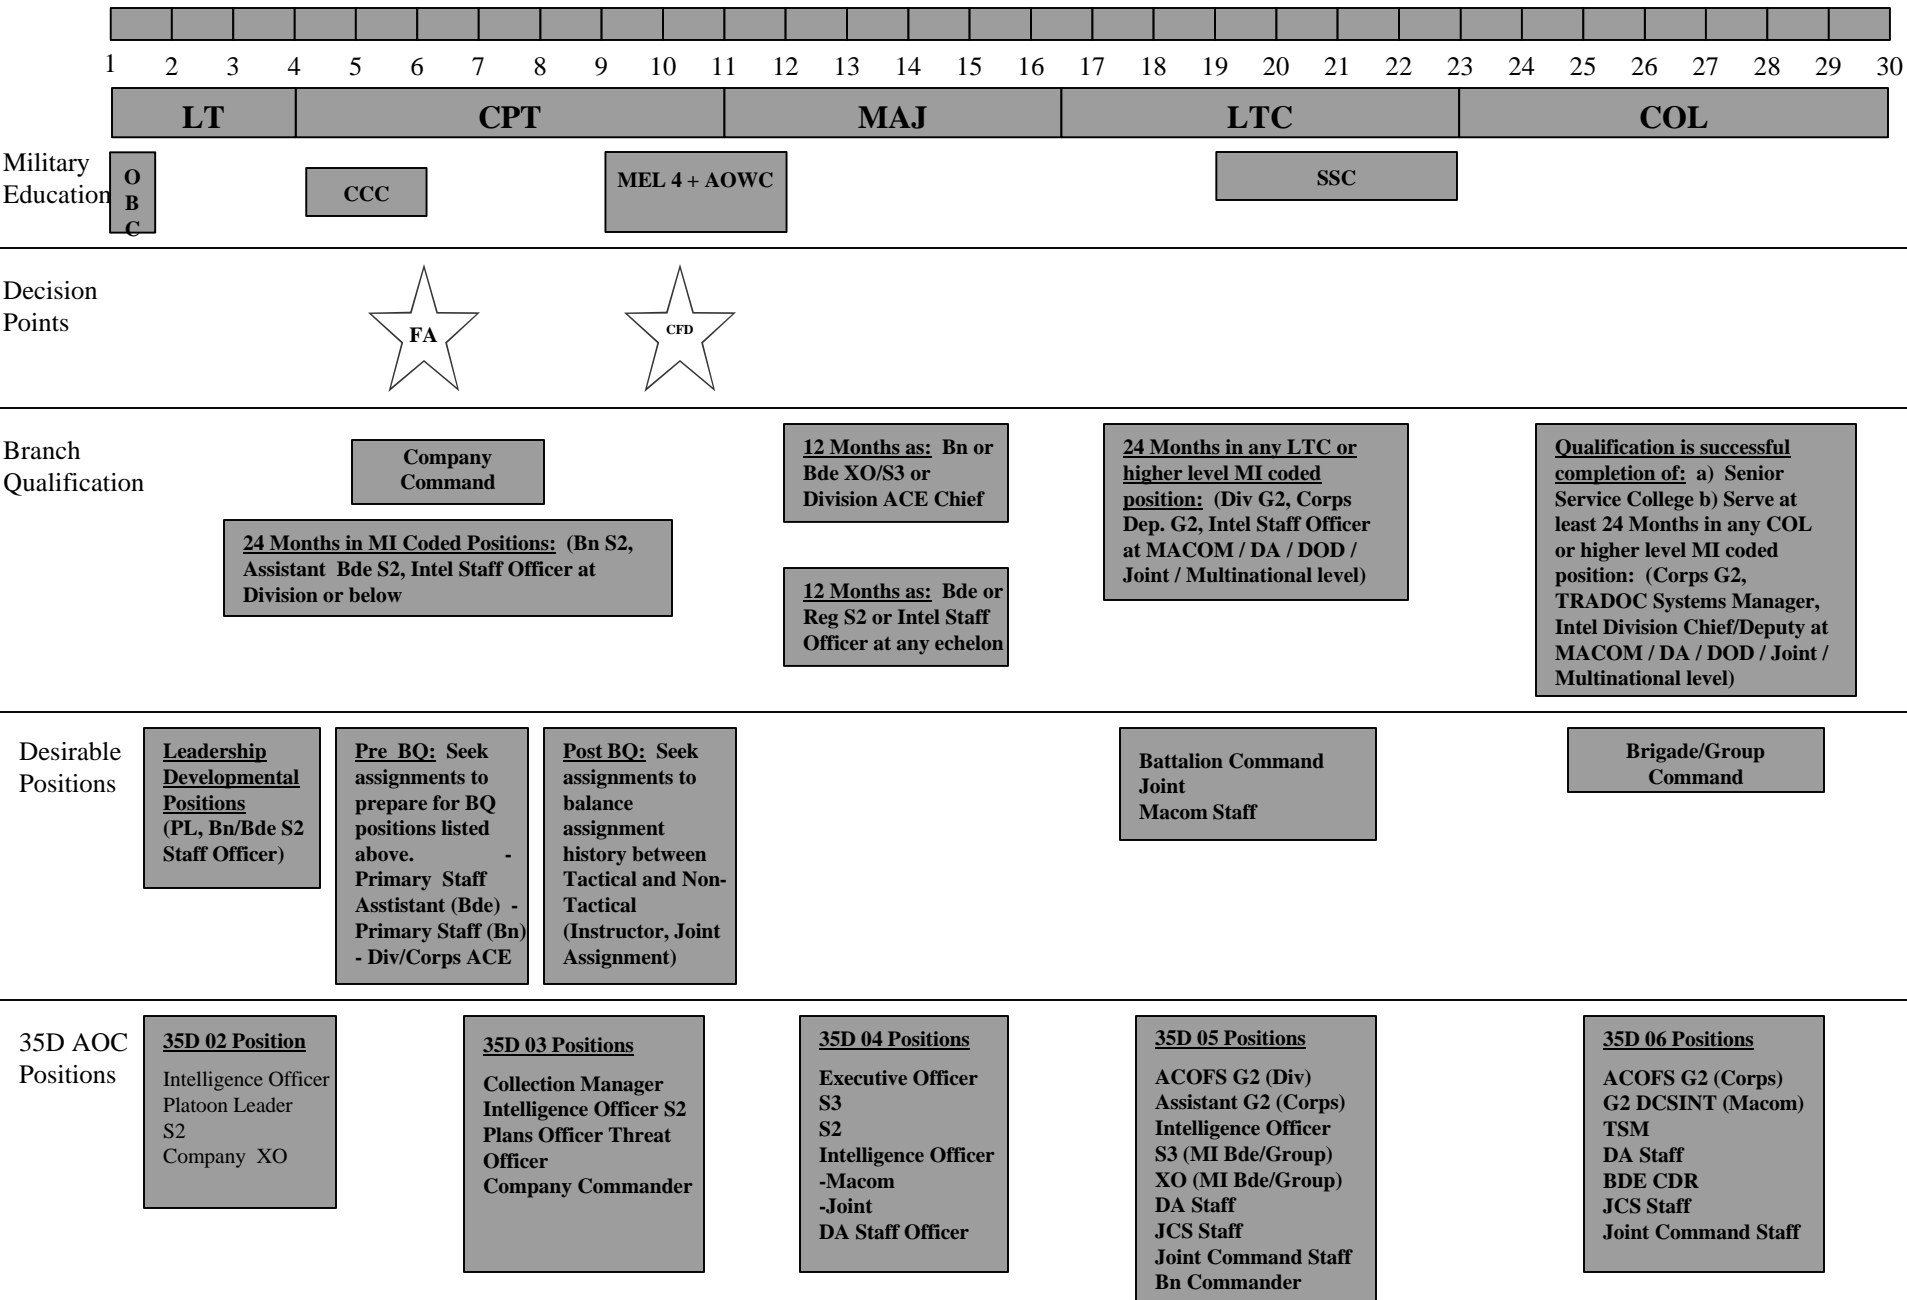 1 2 3 4 5 6 7 8 9 10 11 12 13 14 15 16 17 18 19 20 21 22 23 24 25 26 27 28 29 30
LT CPT MAJ LTC COL
Military
Education
O
B
C
CCC
MEL 4 + AOWC
SSC
Decision
Points
FA
CFD
Branch
Qualification
Company
Command
24 Months in MI Coded Positions: (Bn S2,
Assistant Bde S2, Intel Staff Officer at
Division or below
12 Months as: Bn or
Bde XO/S3 or
Division ACE Chief
12 Months as: Bde or
Reg S2 or Intel Staff
Officer at any echelon
24 Months in any LTC or
higher level MI coded
position: (Div G2, Corps
Dep. G2, Intel Staff Officer
at MACOM / DA / DOD /
Joint / Multinational level)
Qualification is successful
completion of: a) Senior
Service College b) Serve at
least 24 Months in any COL
or higher level MI coded
position: (Corps G2,
TRADOC Systems Manager,
Intel Division Chief/Deputy at
MACOM / DA / DOD / Joint /
Multinational level)
Desirable
Positions
Leadership
Developmental
Positions
(PL, Bn/Bde S2
Staff Officer)
Pre BQ: Seek
assignments to
prepare for BQ
positions listed
above. -
Primary Staff
Asstistant (Bde) -
Primary Staff (Bn)
- Div/Corps ACE
Post BQ: Seek
assignments to
balance
assignment
history between
Tactical and Non-
Tactical
(Instructor, Joint
Assignment)
Battalion Command
Joint
Macom Staff
Brigade/Group
Command
35D AOC
Positions
35D 02 Position
Intelligence Officer
Platoon Leader
S2
Company XO
35D 03 Positions
Collection Manager
Intelligence Officer S2
Plans Officer Threat
Officer
Company Commander
35D 04 Positions
Executive Officer
S3
S2
Intelligence Officer
-Macom
-Joint
DA Staff Officer
35D 05 Positions
ACOFS G2 (Div)
Assistant G2 (Corps)
Intelligence Officer
S3 (MI Bde/Group)
XO (MI Bde/Group)
DA Staff
JCS Staff
Joint Command Staff
Bn Commander
35D 06 Positions
ACOFS G2 (Corps)
G2 DCSINT (Macom)
TSM
DA Staff
BDE CDR
JCS Staff
Joint Command Staff